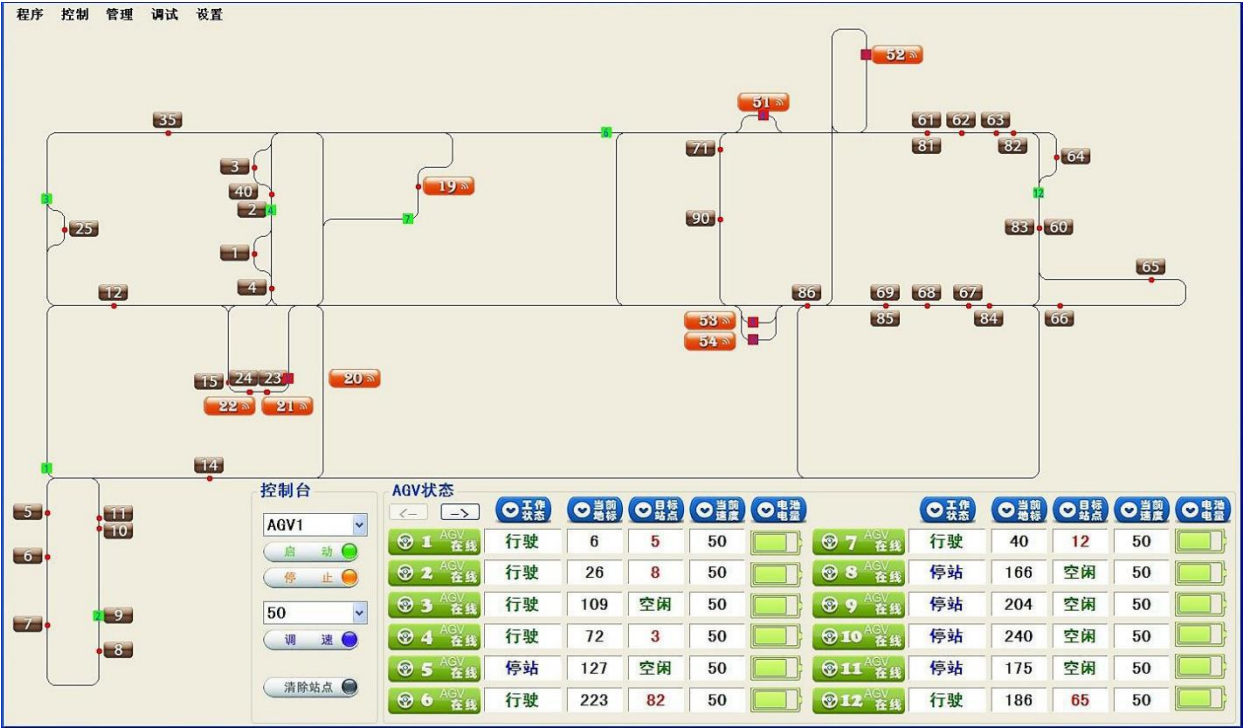 程序 控制 管理 调试 设置
52
51
35
6
61 62 63
71
81 82
64
3
19
40
3
12
2 4
7
90
25
83 60
1
65
4
12
86 69 68 67
53
85 84 66
54
15 24 23 20
22 21
14
1
控制台
AGV状态
5
11
10
6
2 9
7
8
AGV1
启 动
停 止
50
调 速
清除站点
<— —>
工作状态 当前地标 目标站点 当前速度 电池电量
1 AGV在线 行驶 6 5 50
2 AGV在线 行驶 26 8 50
3 AGV在线 行驶 109 空闲 50
4 AGV在线 行驶 72 3 50
5 AGV在线 停站 127 空闲 50
6 AGV在线 行驶 223 82 50
工作状态 当前地标 目标站点 当前速度 电池电量
7 AGV在线 行驶 40 12 50
8 AGV在线 停站 166 空闲 50
9 AGV在线 停站 204 空闲 50
10 AGV在线 停站 240 空闲 50
11 AGV在线 停站 175 空闲 50
12 AGV在线 行驶 186 65 50